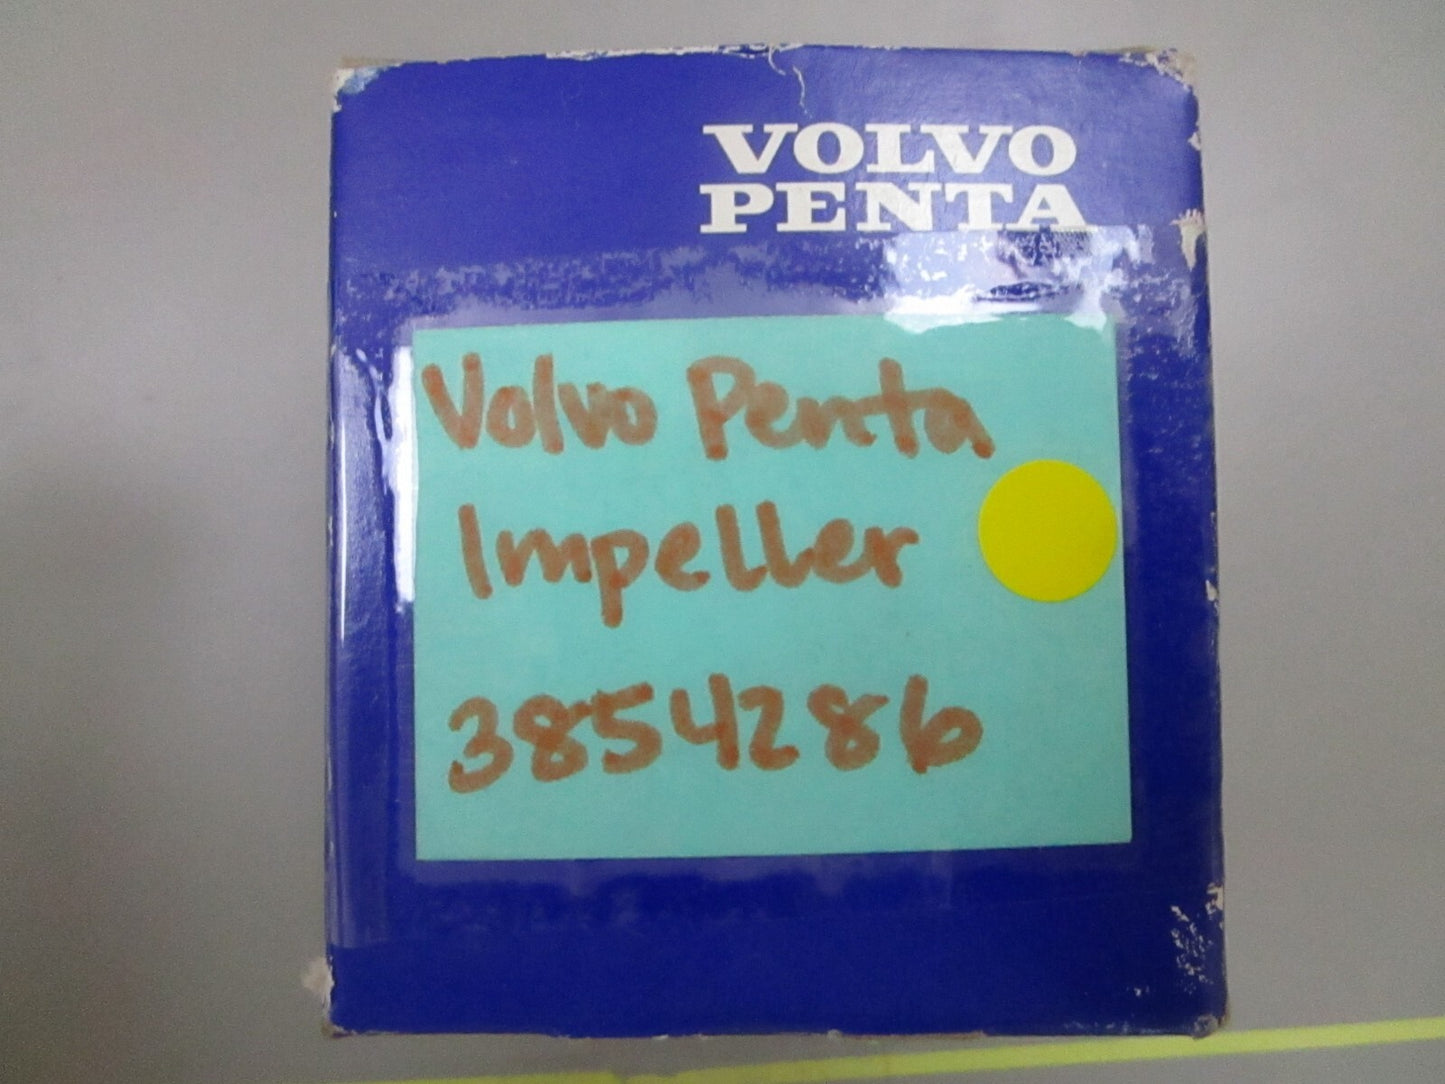 VOLVO
PENTA
Volvo Penta
Impeller
3854286